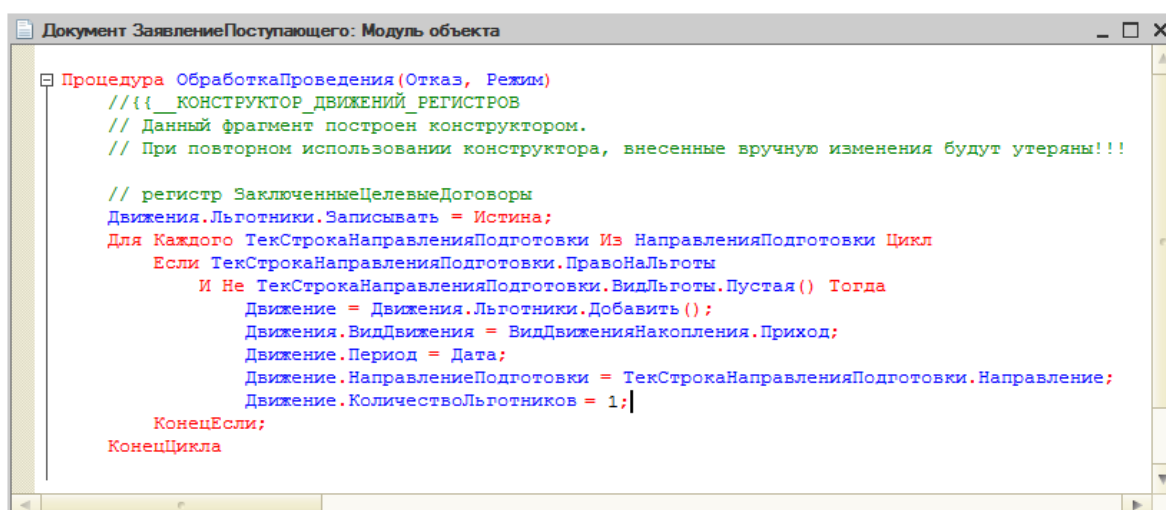 Документ ЗаявлениеПоступающего: Модуль объекта
Процедура ОбработкаПроведения(Отказ, Режим)
//{{__КОНСТРУКТОР_ДВИЖЕНИЙ_РЕГИСТРОВ
// Данный фрагмент построен конструктором.
// При повторном использовании конструктора, внесенные вручную изменения будут утеряны!!!
// регистр ЗаключенныеЦелевыеДоговоры
Движения.Льготники.Записывать = Истина;
Для Каждого ТекСтрокаНаправленияПодготовки Из НаправленияПодготовки Цикл
Если ТекСтрокаНаправленияПодготовки.ПравоНаЛьготы
И Не ТекСтрокаНаправленияПодготовки.ВидЛьготы.Пустая() Тогда
Движение = Движения.Льготники.Добавить();
Движения.ВидДвижения = ВидДвиженияНакопления.Приход;
Движение.Период = Дата;
Движение.НаправлениеПодготовки = ТекСтрокаНаправленияПодготовки.Направление;
Движение.КоличествоЛьготников = 1;
КонецЕсли;
КонецЦикла